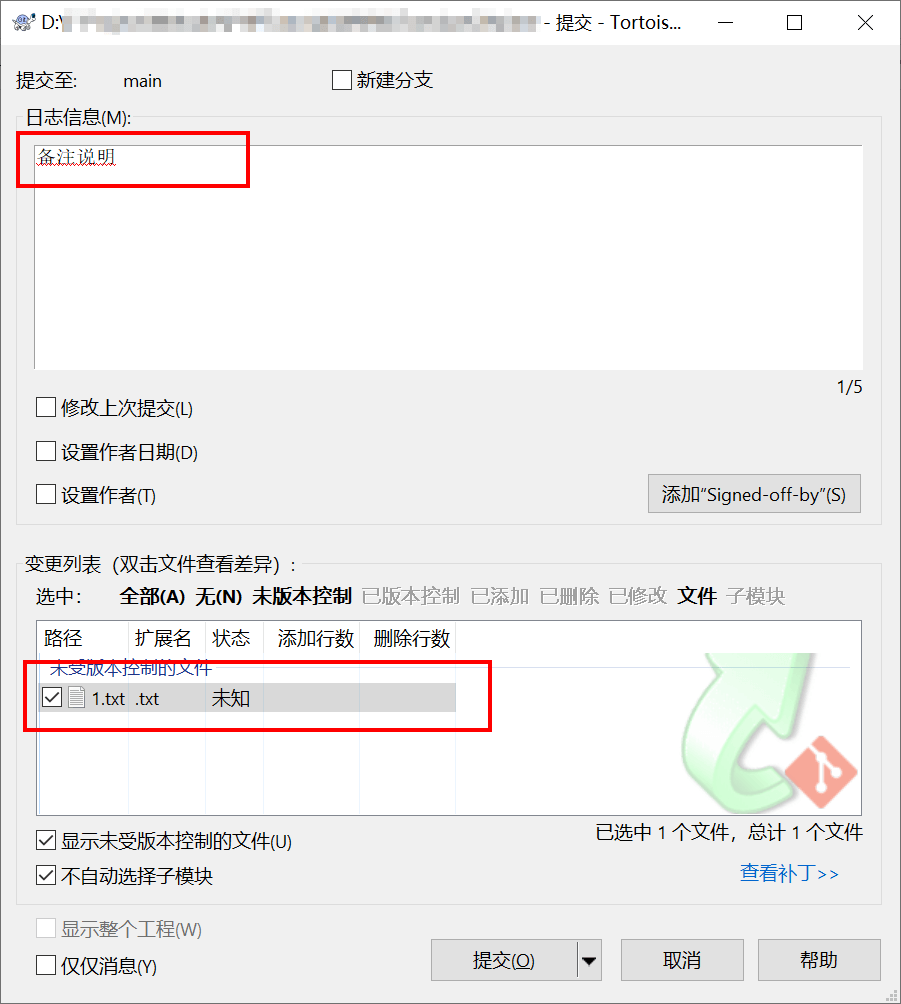 D:\ - 提交 - Tortois...
提交至: main 新建分支
日志信息(M):
备注说明
1/5
修改上次提交(L)
设置作者日期(D)
设置作者(T) 添加“Signed-off-by”(S)
变更列表（双击文件查看差异）:
选中: 全部(A) 无(N) 未版本控制 已版本控制 已添加 已删除 已修改 文件 子模块
路径 扩展名 状态 添加行数 删除行数
未受版本控制的文件
1.txt .txt 未知
显示未受版本控制的文件(U) 已选中 1 个文件，总计 1 个文件
不自动选择子模块 查看补丁>>
显示整个工程(W)
仅仅消息(Y) 提交(O) 取消 帮助